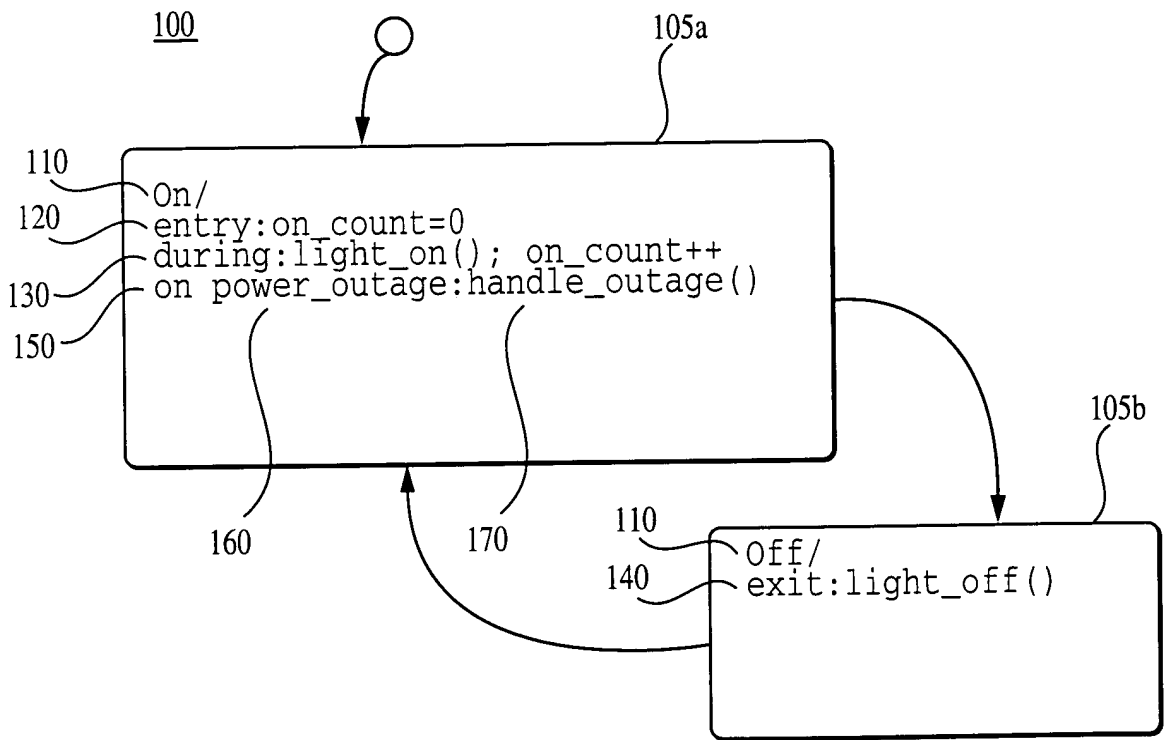 100
105a
110
On/
120
entry:on_count=0
130
during:light_on(); on_count++
150
on power_outage:handle_outage()
160
170
105b
110
Off/
140
exit:light_off()